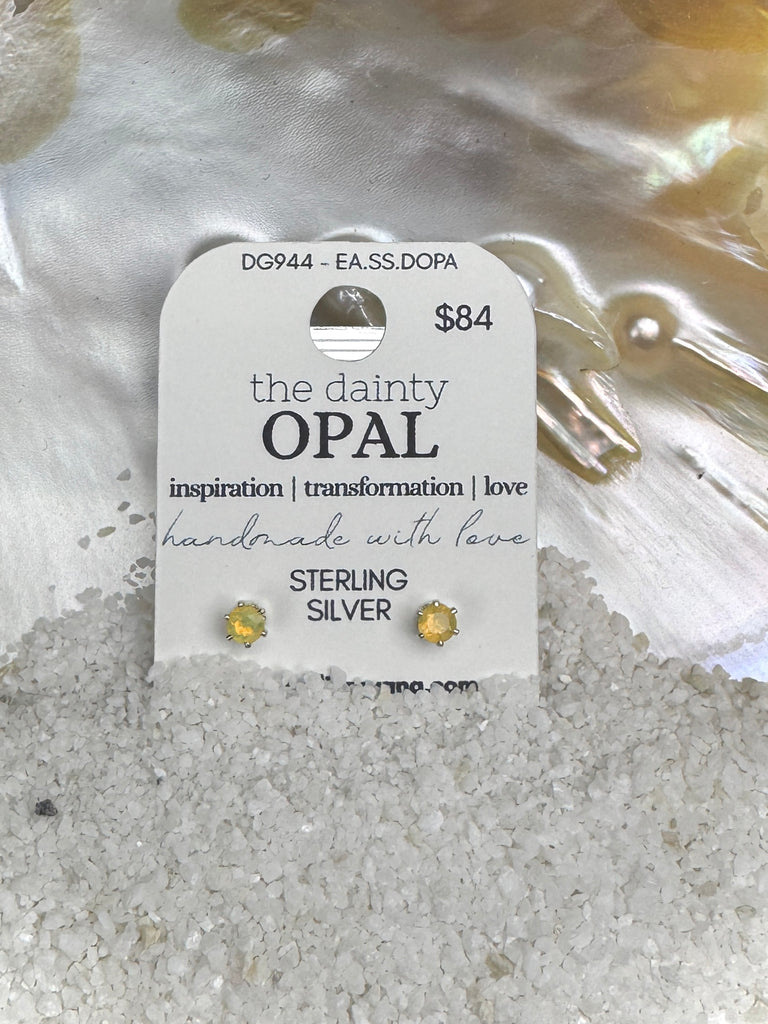 DG944 - EA.SS.DOPA
$84
the dainty
OPAL
inspiration | transformation | love
handmade with love
STERLING
SILVER